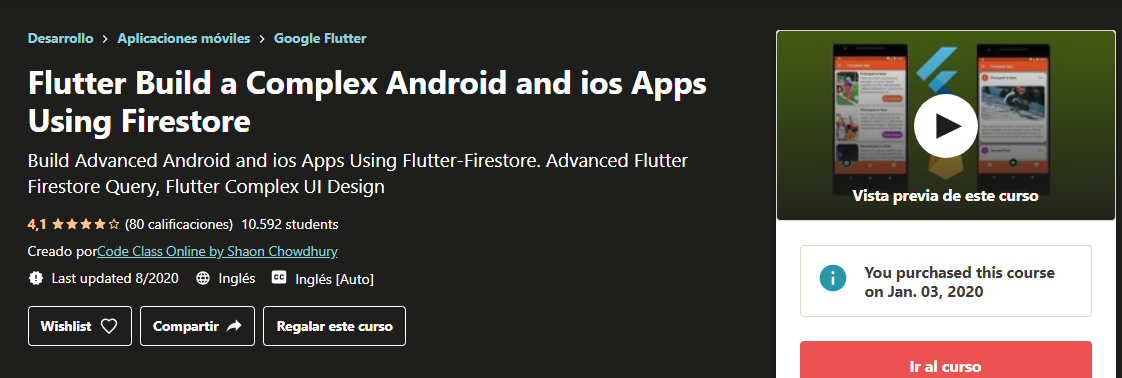 Desarrollo > Aplicaciones móviles > Google Flutter
Flutter Build a Complex Android and ios Apps
Using Firestore
Build Advanced Android and ios Apps Using Flutter-Firestore. Advanced Flutter
Firestore Query, Flutter Complex UI Design
4,1 (80 calificaciones) 10.592 students
Creado porCode Class Online by Shaon Chowdhury
Last updated 8/2020 Inglés CC Inglés [Auto]
Wishlist Compartir Regalar este curso
Vista previa de este curso
You purchased this course
on Jan. 03, 2020
Ir al curso